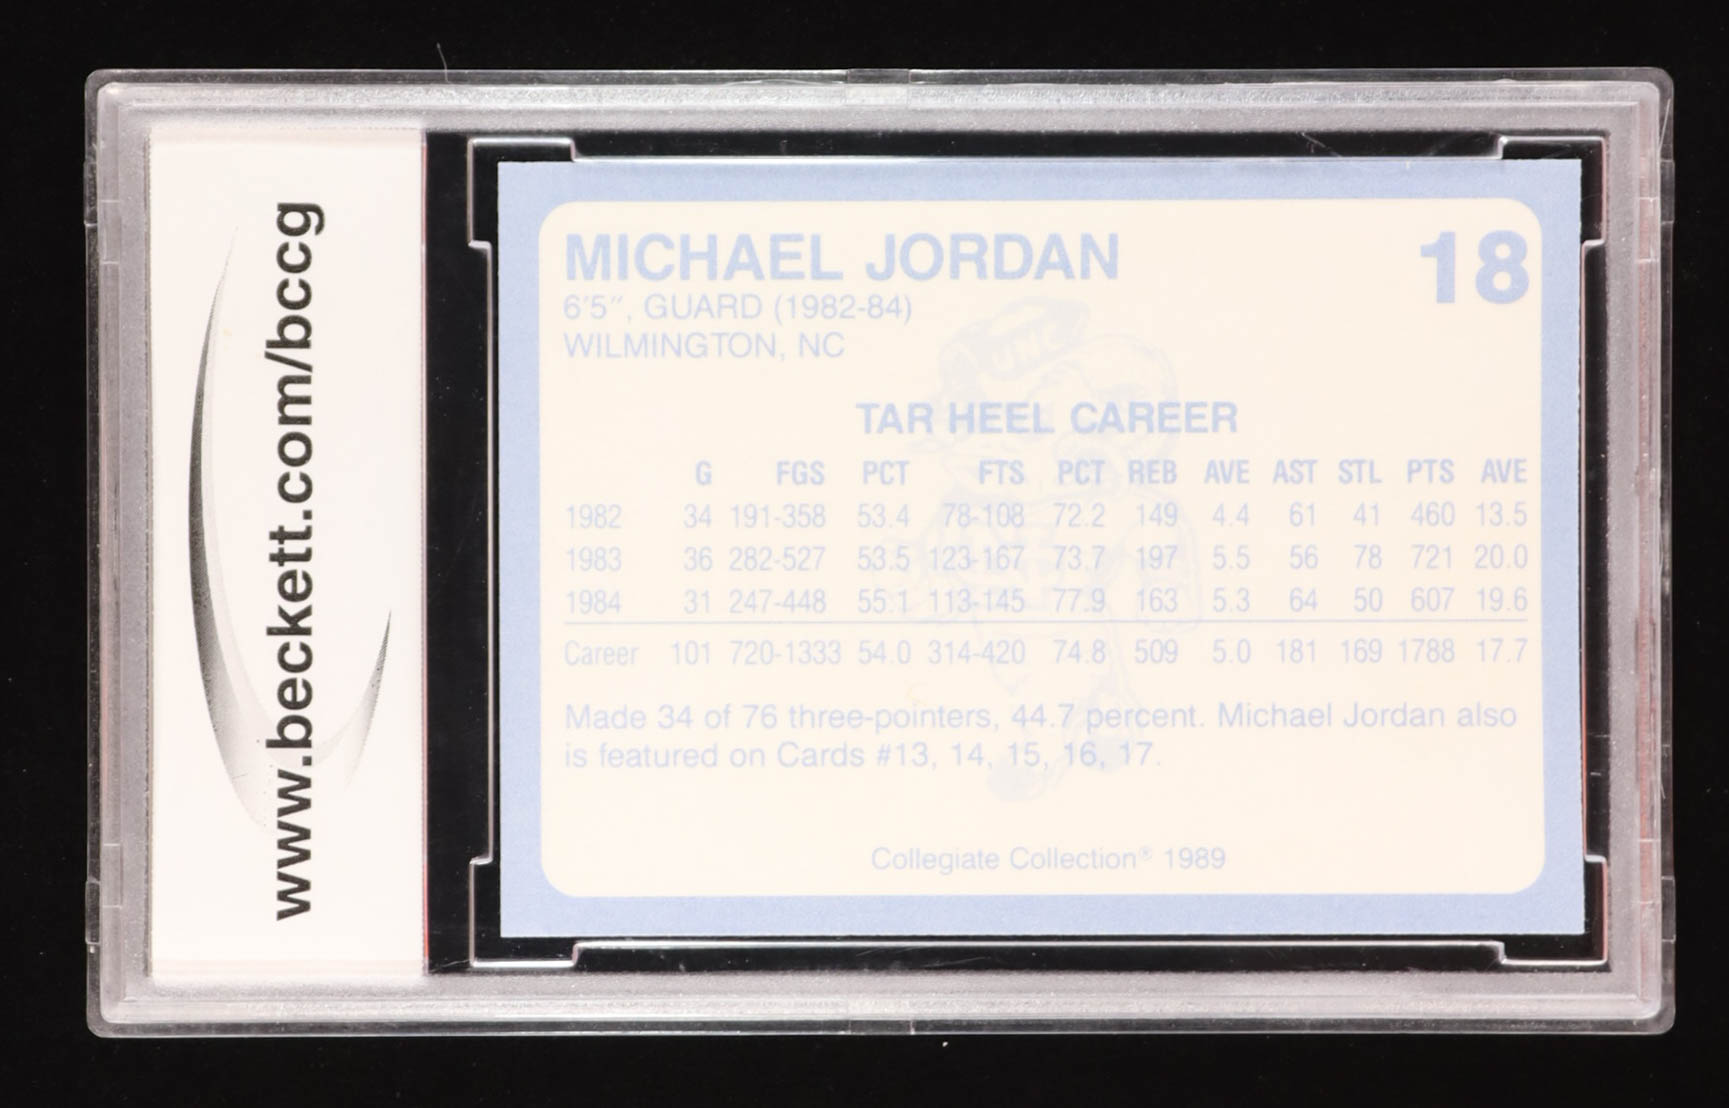 www.beckett.com/bccg
MICHAEL JORDAN 18
6'5", GUARD (1982-84)
WILMINGTON, NC
UNC
TAR HEEL CAREER
G FGS PCT FTS PCT REB AVE AST STL PTS AVE
1982 34 191-358 53.4 78-108 72.2 149 4.4 61 41 460 13.5
1983 36 282-527 53.5 123-167 73.7 197 5.5 56 78 721 20.0
1984 31 247-448 55.1 113-145 77.9 163 5.3 64 50 607 19.6
Career 101 720-1333 54.0 314-420 74.8 509 5.0 181 169 1788 17.7
Made 34 of 76 three-pointers, 44.7 percent. Michael Jordan also
is featured on Cards #13, 14, 15, 16, 17.
Collegiate Collection® 1989